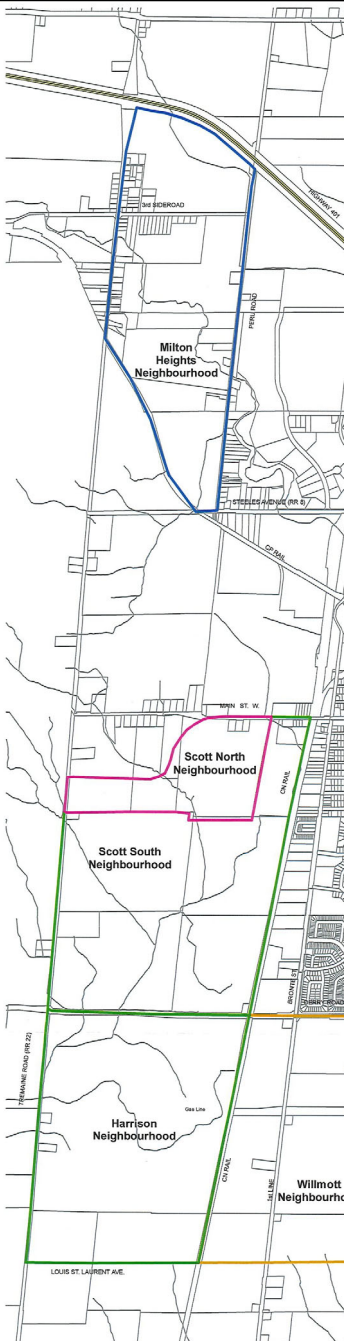 HIGHWAY 401
3rd SIDEROAD
PERU ROAD
Milton
Heights
Neighbourhood
STEELES AVENUE (RR 8)
CP RAIL
MAIN ST. W.
Scott North
Neighbourhood
CN RAIL
Scott South
Neighbourhood
BRONTE ST.
DERRY ROAD
TREMAINE ROAD (RR 22)
Gas Line
Harrison
Neighbourhood
CN RAIL
1st LINE
Willmott
Neighbourho
LOUIS ST. LAURENT AVE.